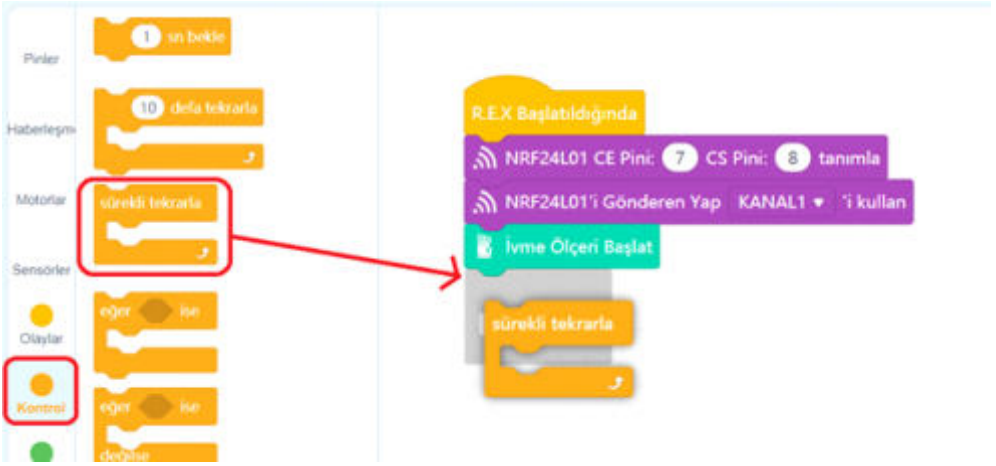 Pinler
Haberleşm
Motorlar
Sensörler
Olaylar
Kontrol
1 sn bekle
10 defa tekrarla
sürekli tekrarla
eğer ise
eğer ise
değilse
R.E.X Başlatıldığında
NRF24L01 CE Pini: 7 CS Pini: 8 tanımla
NRF24L01'i Gönderen Yap KANAL1 'i kullan
İvme Ölçeri Başlat
sürekli tekrarla